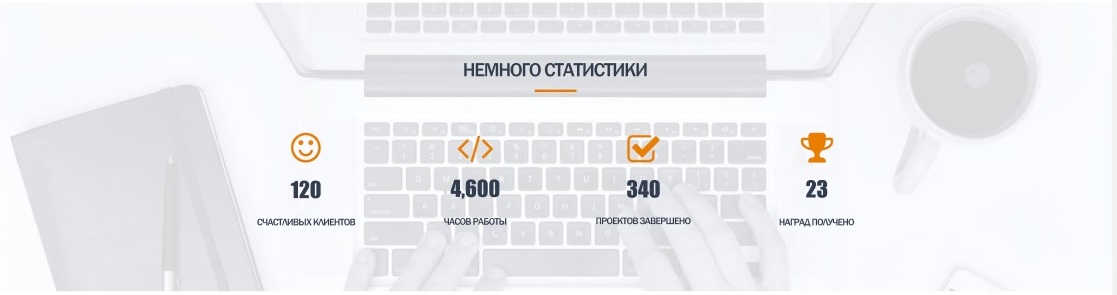 НЕМНОГО СТАТИСТИКИ
120
4,600
340
23
СЧАСТЛИВЫХ КЛИЕНТОВ
ЧАСОВ РАБОТЫ
ПРОЕКТОВ ЗАВЕРШЕНО
НАГРАД ПОЛУЧЕНО